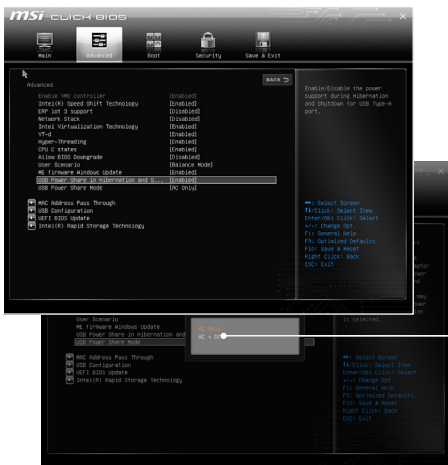 msi CLICK BIOS
Main
Advanced
Boot
Security
Save & Exit
Advanced
BACK
Enable VMD controller [Enabled]
Intel(R) Speed Shift Technology [Enabled]
ERP lot 3 support [Disabled]
Network Stack [Disabled]
Intel Virtualization Technology [Enabled]
VT-d [Enabled]
Hyper-Threading [Enabled]
CPU C states [Enabled]
Allow BIOS Downgrade [Disabled]
User Scenario [Balance Mode]
ME firmware Windows Update [Enabled]
USB Power Share in Hibernation and S... [Enabled]
USB Power Share Mode [AC Only]
MAC Address Pass Through
USB Configuration
UEFI BIOS Update
Intel(R) Rapid Storage Technology
Enable/Disable the power
support during Hibernation
and Shutdown for USB Type-A
port.
↔: Select Screen
↑↓/Click: Select Item
Enter/Dbl Click: Select
+/-: Change Opt.
F1: General Help
F9: Optimized Defaults
F10: Save & Reset
Right Click: Back
ESC: Exit
User Scenario
ME firmware Windows Update
USB Power Share in Hibernation and
USB Power Share Mode
MAC Address Pass Through
USB Configuration
UEFI BIOS Update
Intel(R) Rapid Storage Technology
AC Only
AC +
may
is selected.
↔: Select Screen
↑↓/Click: Select Item
Enter/Dbl Click: Select
+/-: Change Opt.
F1: General Help
F9: Optimized Defaults
F10: Save & Reset
Right Click: Back
ESC: Exit